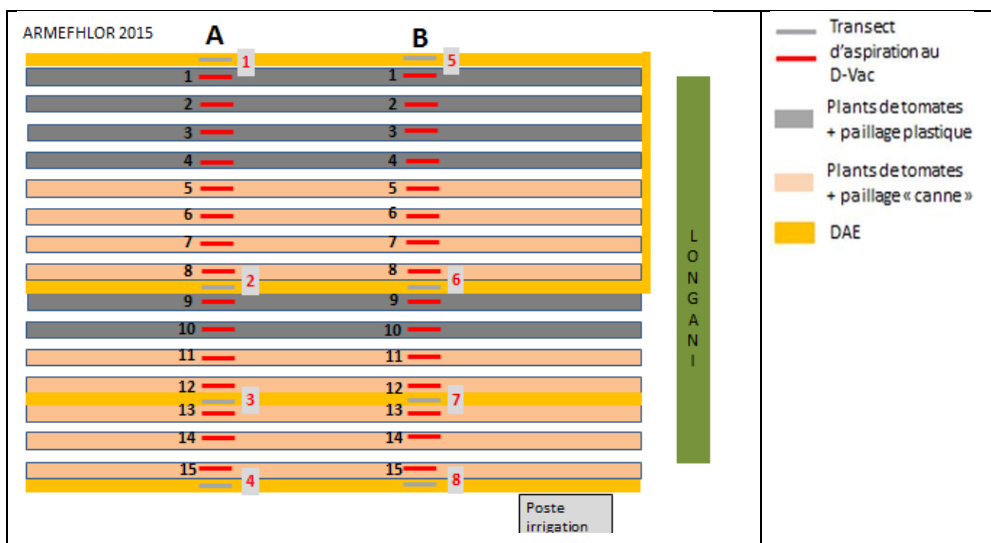 ARMEFHLOR 2015
A
B
1
5
1
1
2
2
3
3
4
4
5
5
6
6
7
7
8
8
2
6
9
9
10
10
11
11
12
12
3
7
13
13
14
14
15
15
4
8
LONGANI
Poste
irrigation
Transect
d'aspiration au
D-Vac
Plants de tomates
+ paillage plastique
Plants de tomates
+ paillage « canne »
DAE